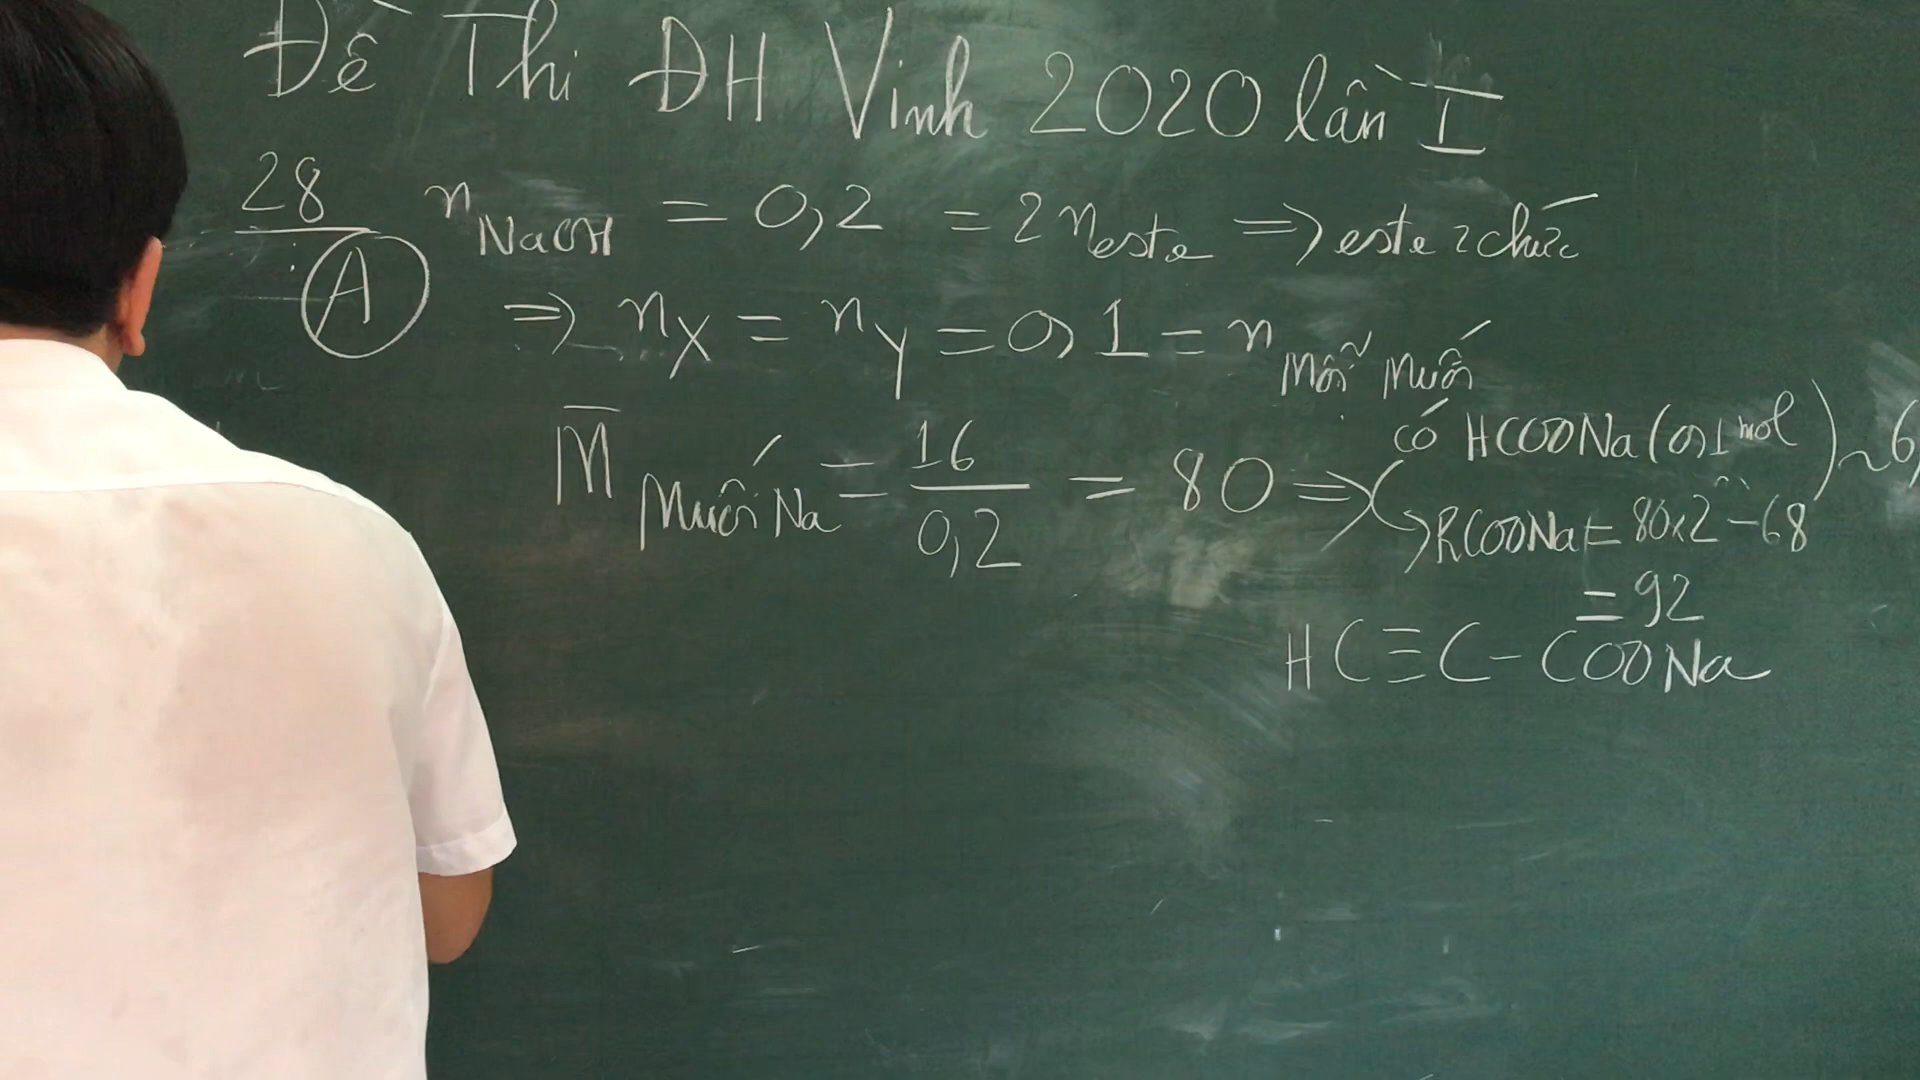 Đề Thi ĐH Vinh 2020 lần I
28 n NaOH = 0,2 = 2 n este => este 2 chức
A => n X = n Y = 0,1 = n Mỗi Muối
M̅ Muối Na = 16 / 0,2 = 80 =>
có HCOONa (0,1 mol) ~ 6,
RCOONa = 80x2 - 68
= 92
HC≡C-COONa